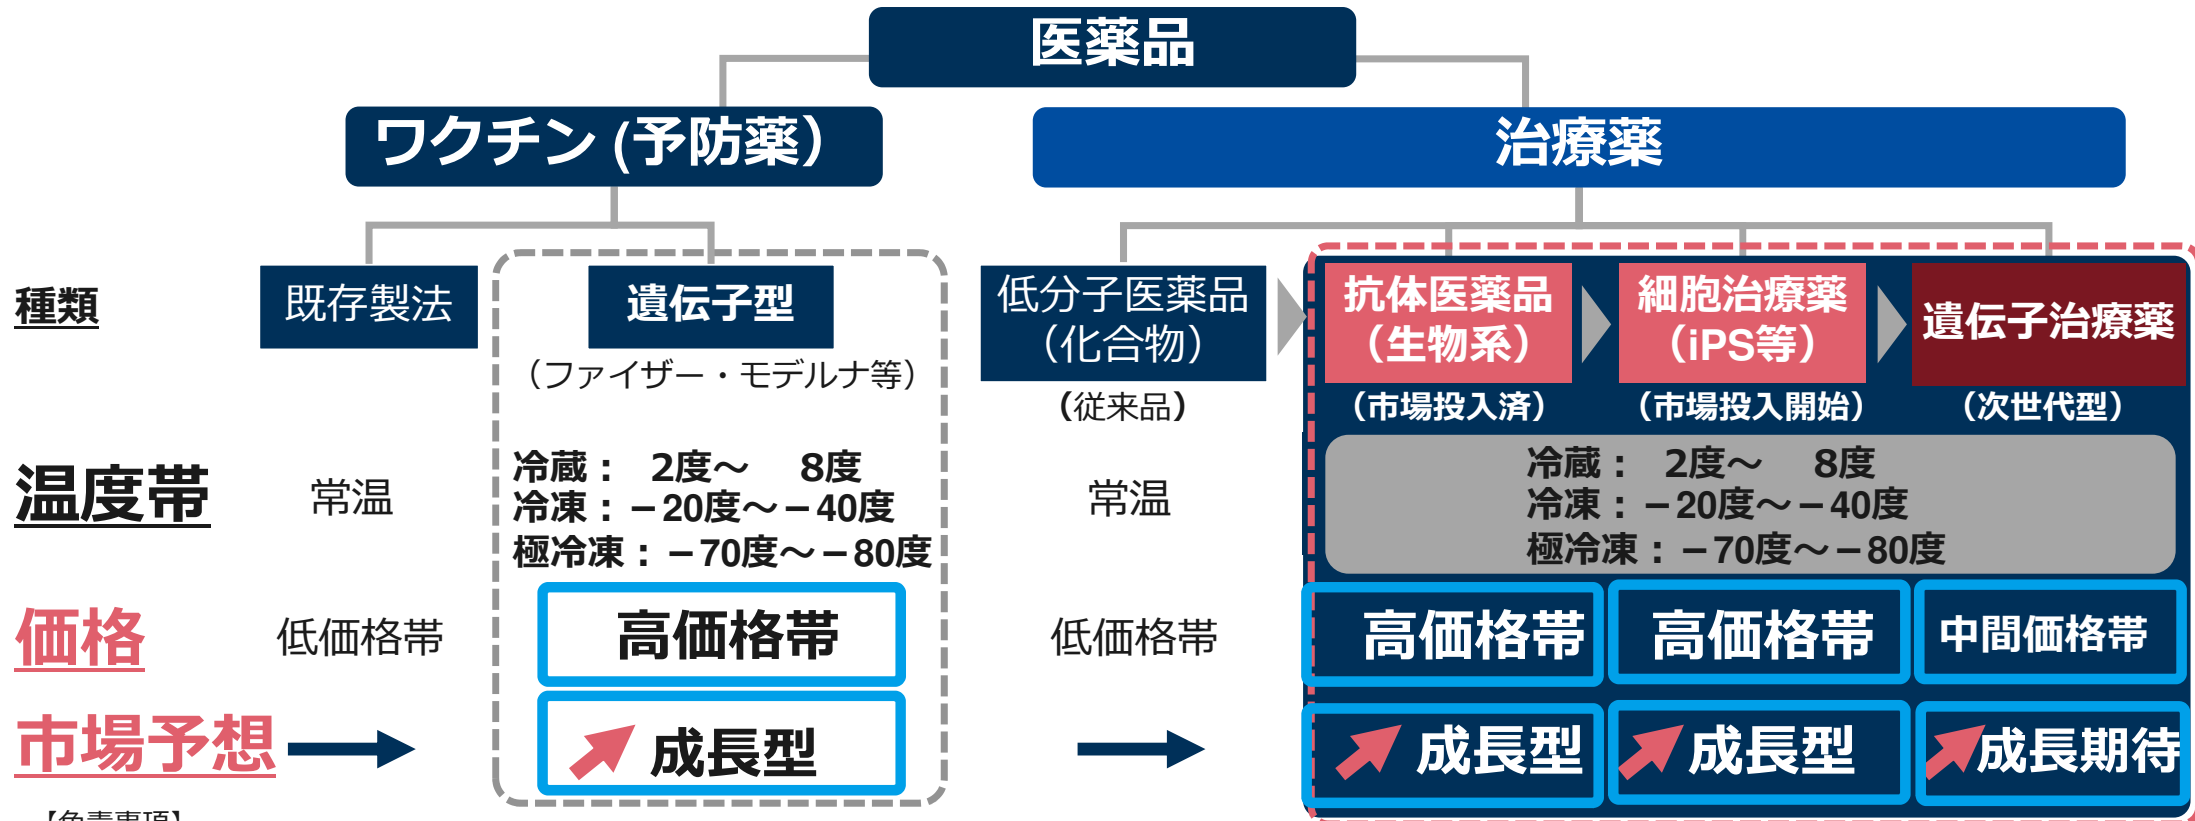 医薬品
ワクチン (予防薬）
治療薬
種類
既存製法
遺伝子型
（ファイザー・モデルナ等）
低分子医薬品
（化合物）
（従来品）
抗体医薬品
（生物系）
（市場投入済）
細胞治療薬
（iPS等）
（市場投入開始）
遺伝子治療薬
（次世代型）
温度帯
常温
冷蔵： 2度～ 8度
冷凍：－20度～－40度
極冷凍：－70度～－80度
常温
冷蔵： 2度～ 8度
冷凍：－20度～－40度
極冷凍：－70度～－80度
価格
低価格帯
高価格帯
低価格帯
高価格帯
高価格帯
中間価格帯
市場予想
成長型
成長型
成長型
成長期待
【免責事項】